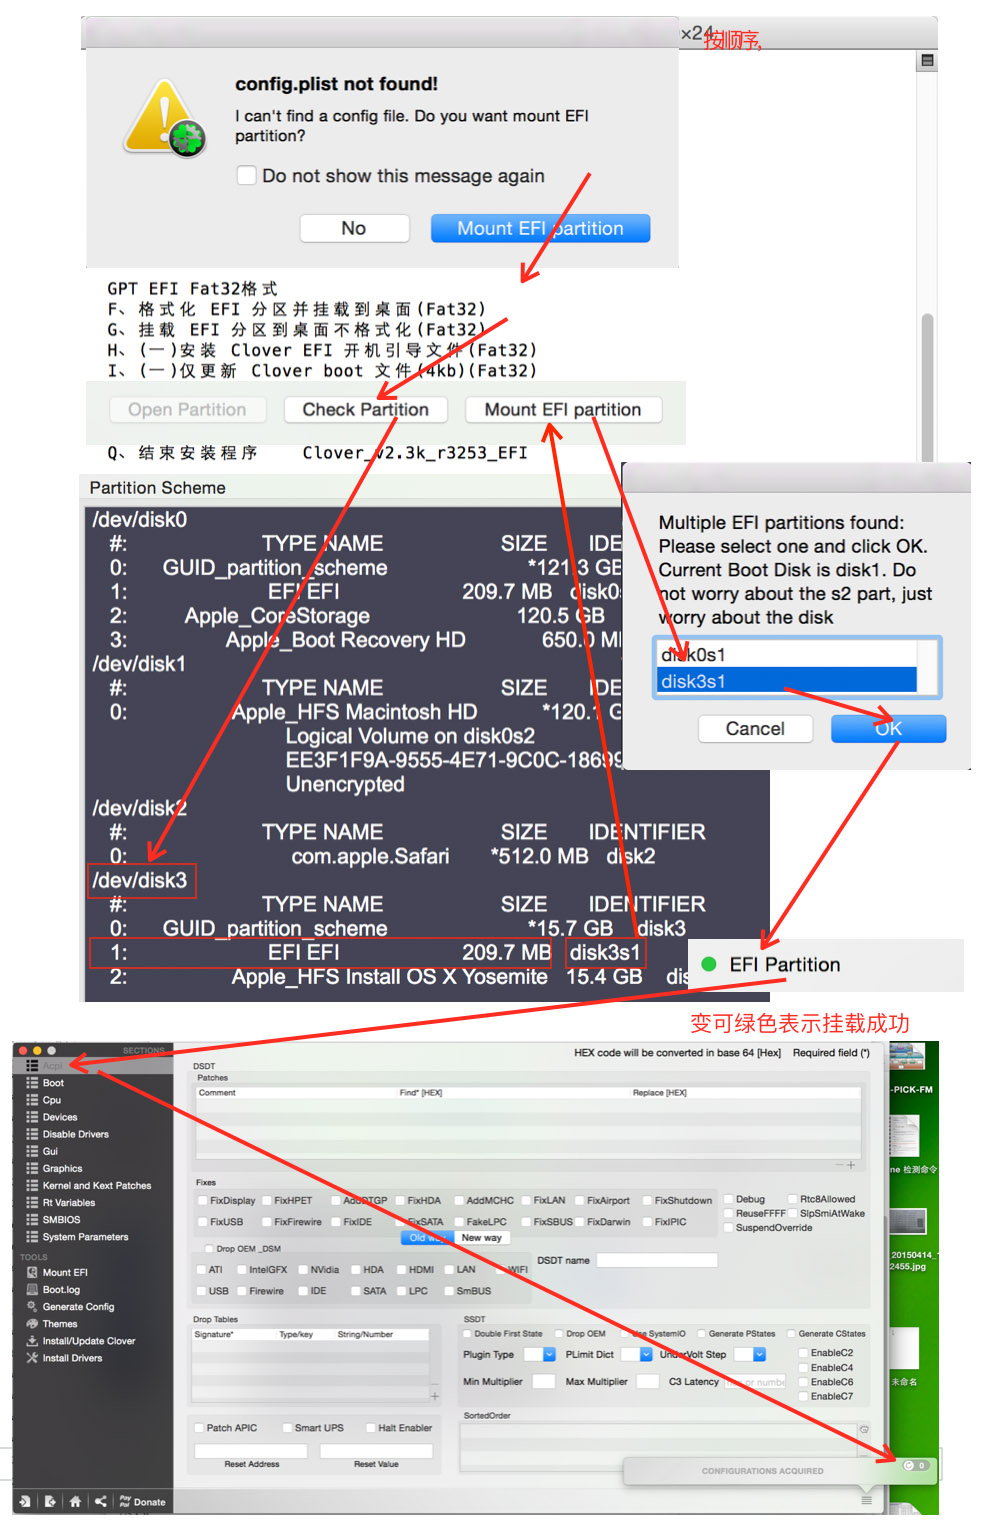 ×24
按顺序,
config.plist not found!
I can't find a config file. Do you want mount EFI
partition?
Do not show this message again
No
Mount EFI partition
GPT EFI Fat32格式
F、格式化 EFI 分区并挂载到桌面(Fat32)
G、挂载 EFI 分区到桌面不格式化(Fat32)
H、(一)安装 Clover EFI 开机引导文件(Fat32)
I、(一)仅更新 Clover boot 文件(4kb)(Fat32)
Open Partition
Check Partition
Mount EFI partition
Q、结束安装程序 Clover_v2.3k_r3253_EFI
Partition Scheme
/dev/disk0
#: TYPE NAME SIZE IDE
0: GUID_partition_scheme *121.3 GB
1: EFI EFI 209.7 MB disk0s
2: Apple_CoreStorage 120.5 GB
3: Apple_Boot Recovery HD 650.0 MB
/dev/disk1
#: TYPE NAME SIZE IDE
0: Apple_HFS Macintosh HD *120.1 G
Logical Volume on disk0s2
EE3F1F9A-9555-4E71-9C0C-18699
Unencrypted
/dev/disk2
#: TYPE NAME SIZE IDENTIFIER
0: com.apple.Safari *512.0 MB disk2
/dev/disk3
#: TYPE NAME SIZE IDENTIFIER
0: GUID_partition_scheme *15.7 GB disk3
1: EFI EFI 209.7 MB disk3s1
2: Apple_HFS Install OS X Yosemite 15.4 GB dis
Multiple EFI partitions found:
Please select one and click OK.
Current Boot Disk is disk1. Do
not worry about the s2 part, just
worry about the disk
disk0s1
disk3s1
Cancel
OK
EFI Partition
变可绿色表示挂载成功
SECTIONS
Acpi
Boot
Cpu
Devices
Disable Drivers
Gui
Graphics
Kernel and Kext Patches
Rt Variables
SMBIOS
System Parameters
TOOLS
Mount EFI
Boot.log
Generate Config
Themes
Install/Update Clover
Install Drivers
Pay Pal Donate
HEX code will be converted in base 64 [Hex] Required field (*)
DSDT
Patches
Comment Find* [HEX] Replace [HEX]
Fixes
FixDisplay FixHPET AddDTGP FixHDA AddMCHC FixLAN FixAirport FixShutdown
FixUSB FixFirewire FixIDE FixSATA FakeLPC FixSBUS FixDarwin FixIPIC
Debug Rtc8Allowed
ReuseFFFF SlpSmiAtWake
SuspendOverride
Old way New way
Drop OEM _DSM
ATI IntelGFX NVidia HDA HDMI LAN WIFI
USB Firewire IDE SATA LPC SmBUS
DSDT name
Drop Tables
Signature* Type/key String/Number
SSDT
Double First State Drop OEM Use SystemIO Generate PStates Generate CStates
Plugin Type PLimit Dict UnderVolt Step
EnableC2
EnableC4
EnableC6
EnableC7
Min Multiplier Max Multiplier C3 Latency
Patch APIC Smart UPS Halt Enabler
Reset Address Reset Value
SortedOrder
CONFIGURATIONS ACQUIRED
0
-PICK-FM
ne 检测命令
20150414_
2455.jpg
未命名